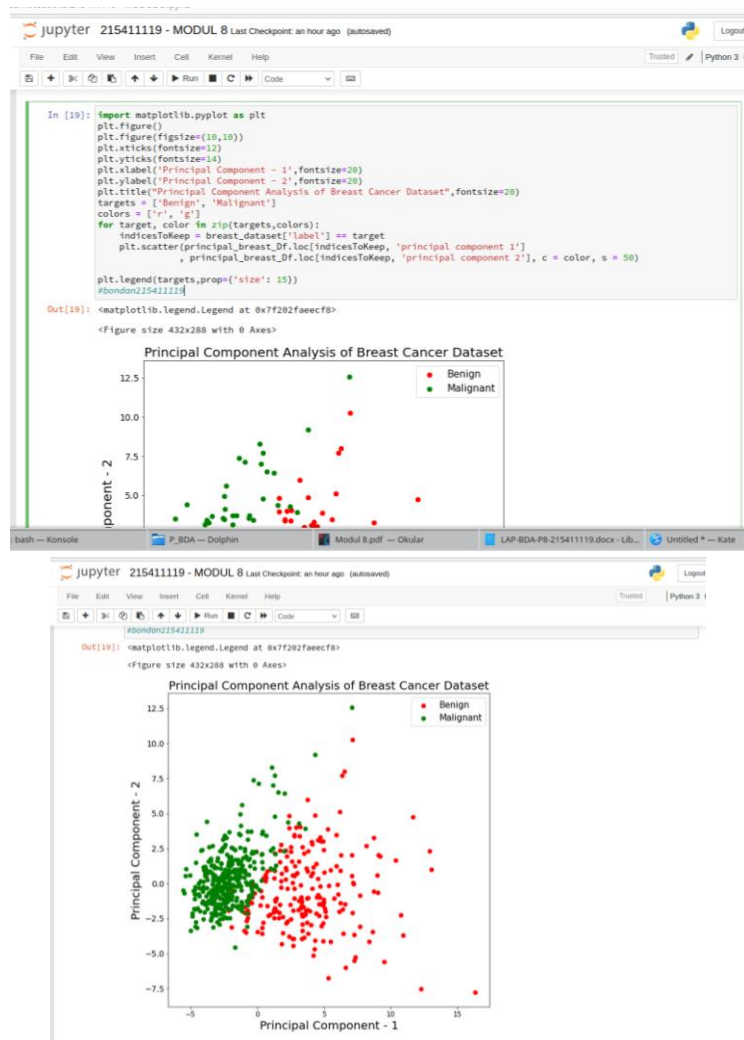 jupyter 215411119 - MODUL 8 Last Checkpoint: an hour ago (autosaved)
Logout
File Edit View Insert Cell Kernel Help
Trusted Python 3
Run Code
In [19]: import matplotlib.pyplot as plt
plt.figure()
plt.figure(figsize=(10,10))
plt.xticks(fontsize=12)
plt.yticks(fontsize=14)
plt.xlabel('Principal Component - 1',fontsize=20)
plt.ylabel('Principal Component - 2',fontsize=20)
plt.title("Principal Component Analysis of Breast Cancer Dataset",fontsize=20)
targets = ['Benign', 'Malignant']
colors = ['r', 'g']
for target, color in zip(targets,colors):
    indicesToKeep = breast_dataset['label'] == target
    plt.scatter(principal_breast_Df.loc[indicesToKeep, 'principal component 1']
               , principal_breast_Df.loc[indicesToKeep, 'principal component 2'], c = color, s = 50)
plt.legend(targets,prop={'size': 15})
#bondan215411119
Out[19]: <matplotlib.legend.Legend at 0x7f202faeecf8>
<Figure size 432x288 with 0 Axes>
Principal Component Analysis of Breast Cancer Dataset
Benign
Malignant
12.5
10.0
7.5
5.0
ponent - 2
: bash — Konsole P_BDA — Dolphin Modul 8.pdf — Okular LAP-BDA-P8-215411119.docx - Lib... Untitled * — Kate
jupyter 215411119 - MODUL 8 Last Checkpoint: an hour ago (autosaved)
Logout
File Edit View Insert Cell Kernel Help
Trusted Python 3
Run Code
#bondan215411119
Out[19]: <matplotlib.legend.Legend at 0x7f202faeecf8>
<Figure size 432x288 with 0 Axes>
Principal Component Analysis of Breast Cancer Dataset
Benign
Malignant
12.5
10.0
7.5
5.0
2.5
0.0
−2.5
−5.0
−7.5
Principal Component - 2
−5 0 5 10 15
Principal Component - 1